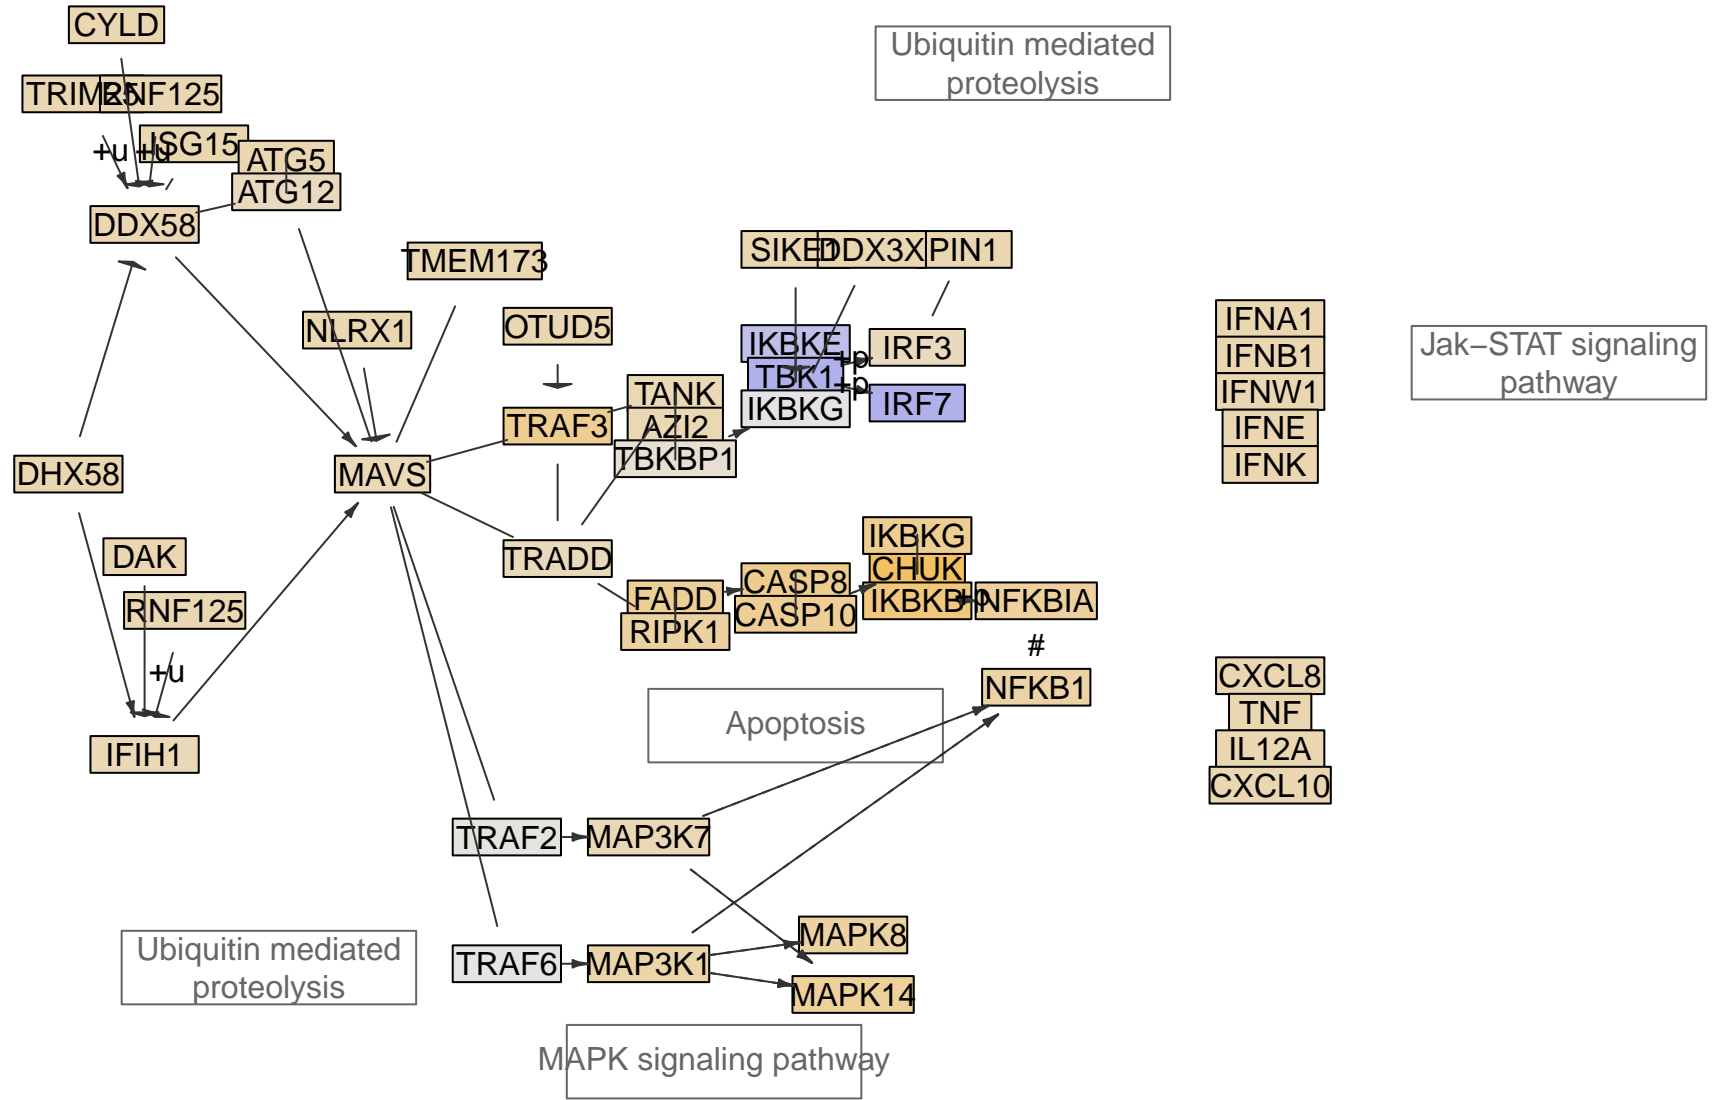 CYLD
Ubiquitin mediated
proteolysis
TRIM25
RNF125
+u
+u
ISG15
ATG5
ATG12
DDX58
TMEM173
SIKE1
DDX3X
PIN1
NLRX1
OTUD5
IKBKE
IRF3
+p
TBK1
+p
IRF7
IKBKG
IFNA1
IFNB1
IFNW1
IFNE
IFNK
Jak–STAT signaling
pathway
TANK
TRAF3
AZI2
TBKBP1
DHX58
MAVS
DAK
RNF125
+u
IFIH1
TRADD
FADD
RIPK1
CASP8
CASP10
IKBKG
CHUK
IKBKB
+p
NFKBIA
#
NFKB1
CXCL8
TNF
IL12A
CXCL10
Apoptosis
TRAF2
MAP3K7
MAPK8
TRAF6
MAP3K1
MAPK14
Ubiquitin mediated
proteolysis
MAPK signaling pathway